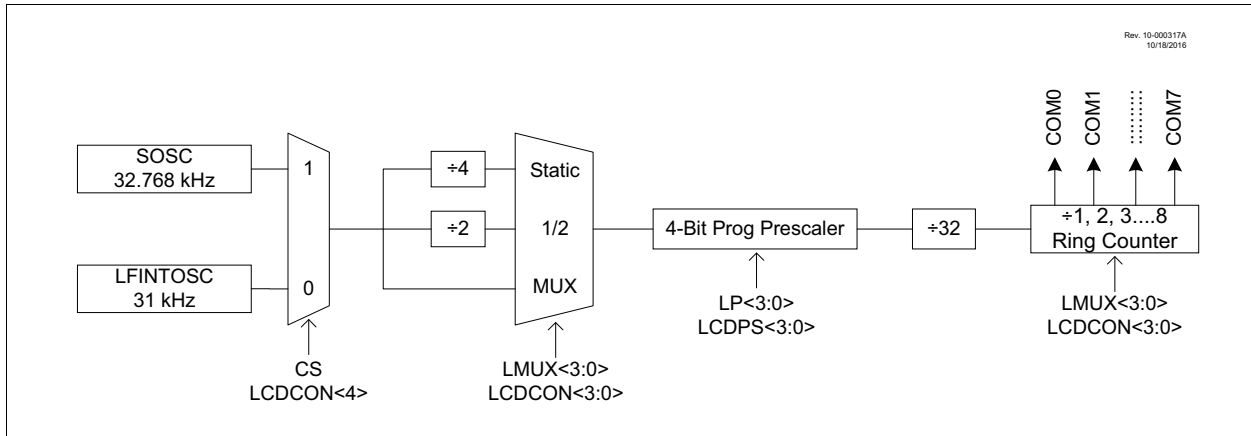 Rev. 10-000317A
10/18/2016
COM0
COM1
COM7
SOSC
32.768 kHz
1
÷4
Static
÷2
1/2
4-Bit Prog Prescaler
÷32
÷1, 2, 3....8
Ring Counter
LFINTOSC
31 kHz
0
MUX
LP<3:0>
LCDPS<3:0>
LMUX<3:0>
LCDCON<3:0>
CS
LCDCON<4>
LMUX<3:0>
LCDCON<3:0>